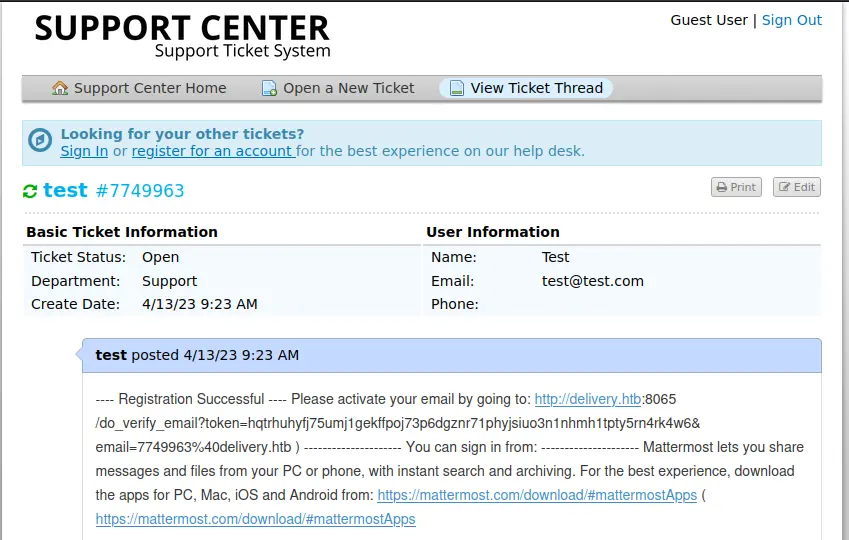 SUPPORT CENTER
Support Ticket System
Guest User | Sign Out
Support Center Home Open a New Ticket View Ticket Thread
Looking for your other tickets?
Sign In or register for an account for the best experience on our help desk.
test #7749963
Print Edit
Basic Ticket Information
Ticket Status: Open
Department: Support
Create Date: 4/13/23 9:23 AM
User Information
Name: Test
Email: test@test.com
Phone:
test posted 4/13/23 9:23 AM
---- Registration Successful ---- Please activate your email by going to: http://delivery.htb:8065
/do_verify_email?token=hqtrhuhyfj75umj1gekffpoj73p6dgznr71phyjsiuo3n1nhmh1tpty5rn4rk4w6&
email=7749963%40delivery.htb ) --------------------- You can sign in from: --------------------- Mattermost lets you share
messages and files from your PC or phone, with instant search and archiving. For the best experience, download
the apps for PC, Mac, iOS and Android from: https://mattermost.com/download/#mattermostApps (
https://mattermost.com/download/#mattermostApps